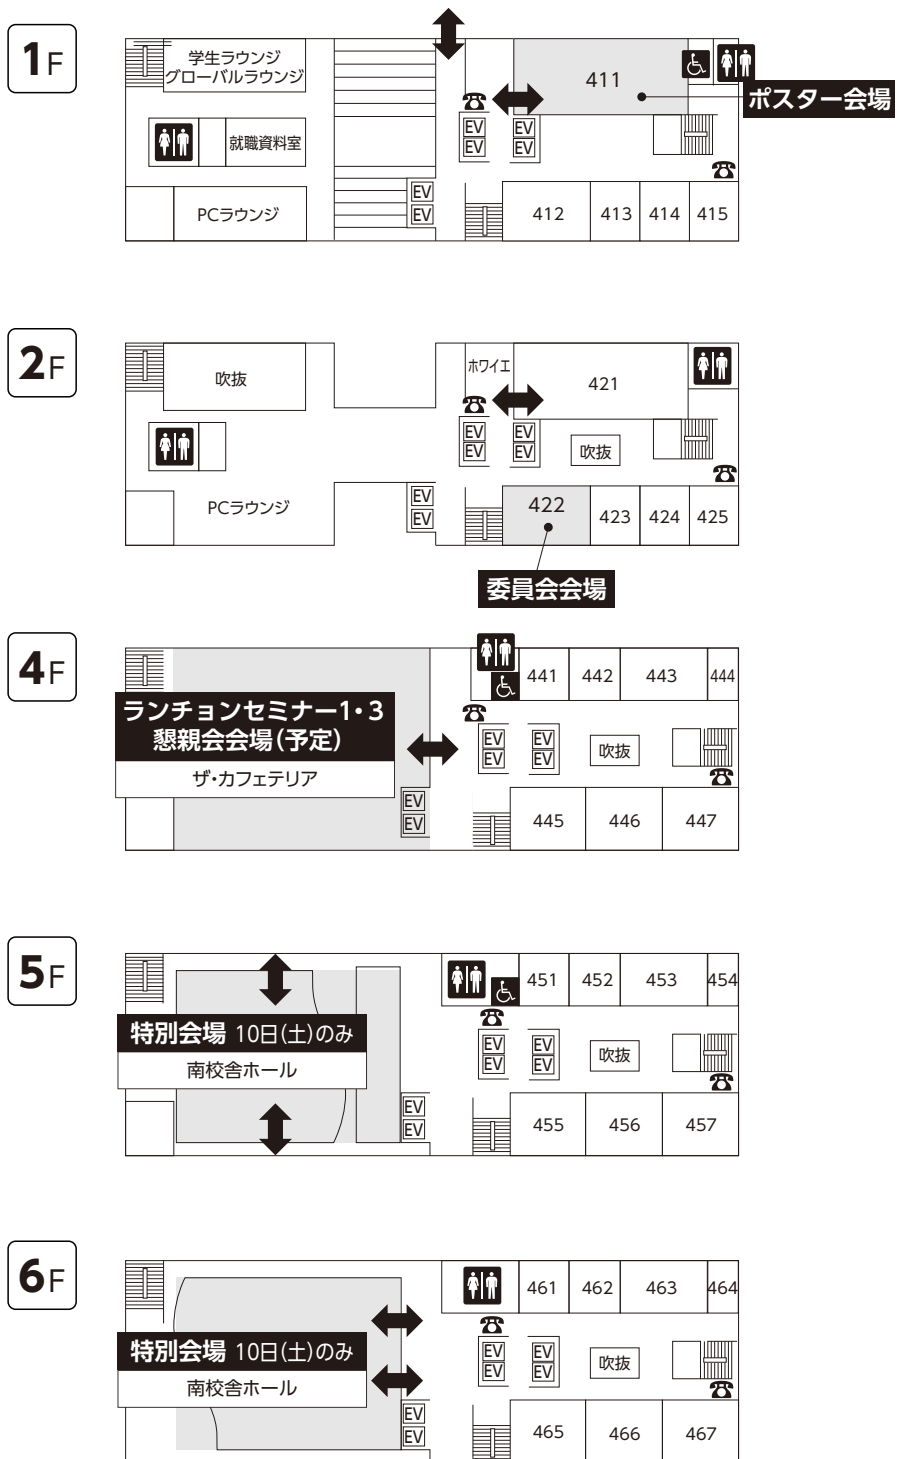 1F
学生ラウンジ
グローバルラウンジ
411
ポスター会場
就職資料室
EV EV
EV EV
EV
EV
PCラウンジ
412 413 414 415
2F
吹抜
ホワイエ
421
EV EV
EV EV
吹抜
PCラウンジ
EV
EV
422
423 424 425
委員会会場
4F
441 442 443 444
ランチョンセミナー1・3
懇親会会場（予定）
ザ・カフェテリア
EV EV
EV EV
吹抜
EV
EV
445 446 447
5F
451 452 453 454
特別会場 10日(土)のみ
南校舎ホール
EV EV
EV EV
吹抜
EV
EV
455 456 457
6F
461 462 463 464
特別会場 10日(土)のみ
南校舎ホール
EV EV
EV EV
吹抜
EV
EV
465 466 467